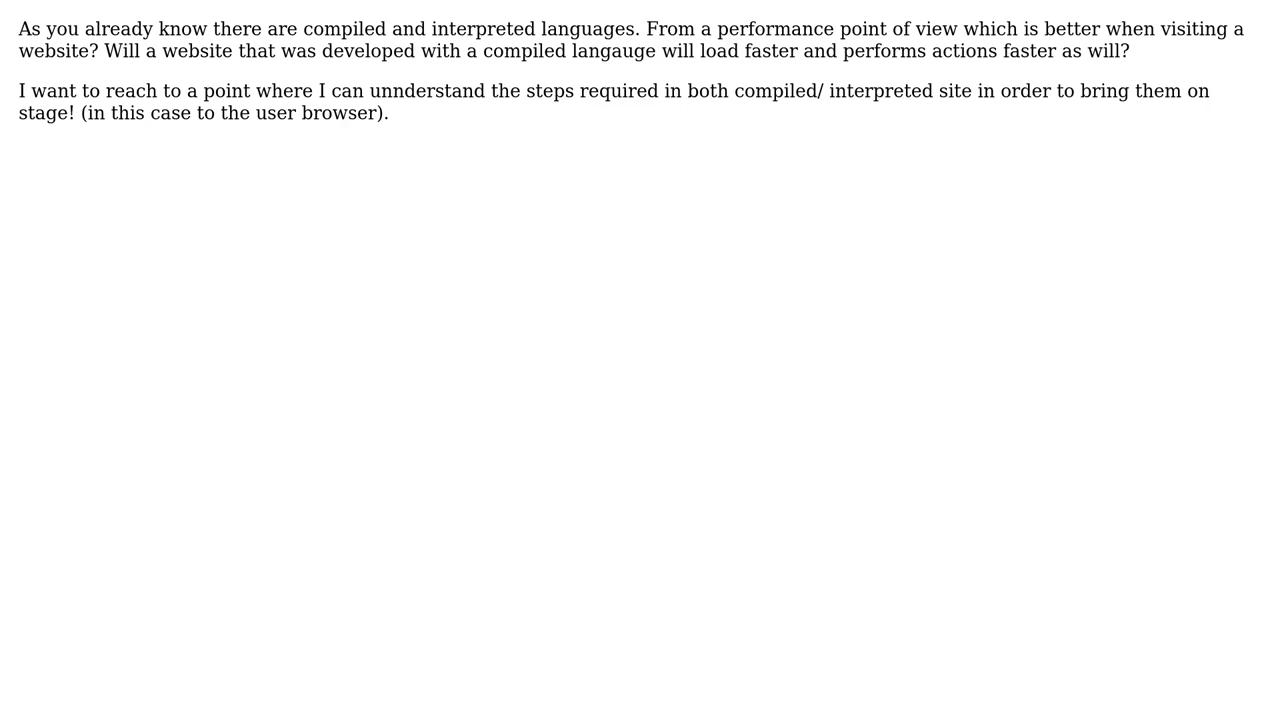 As you already know there are compiled and interpreted languages. From a performance point of view which is better when visiting a
website? Will a website that was developed with a compiled langauge will load faster and performs actions faster as will?
I want to reach to a point where I can unnderstand the steps required in both compiled/ interpreted site in order to bring them on
stage! (in this case to the user browser).